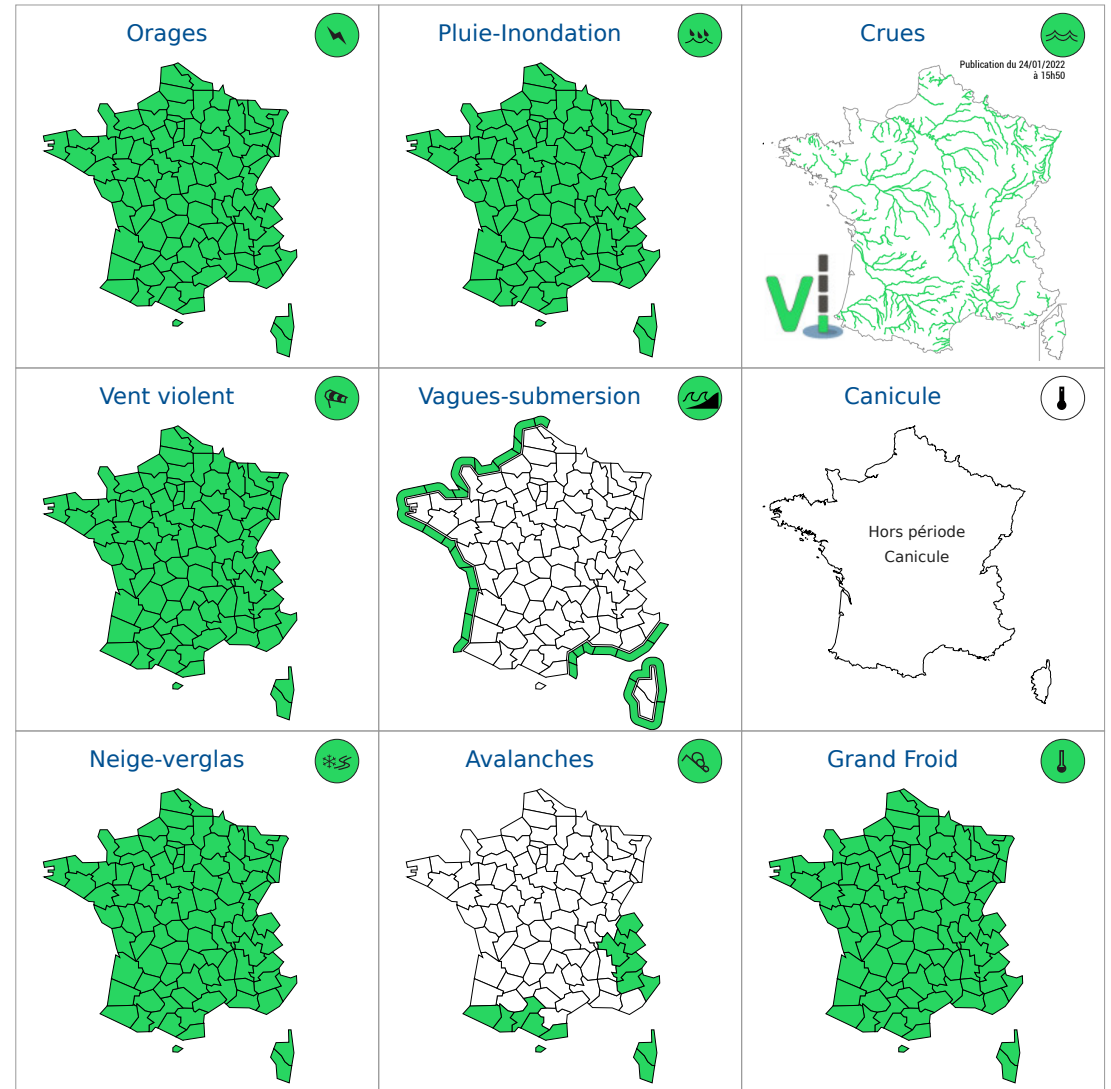 Orages
Pluie-Inondation
Crues
Publication du 24/01/2022
à 15h50
Vi
Vent violent
Vagues-submersion
Canicule
Hors période
Canicule
Neige-verglas
Avalanches
Grand Froid